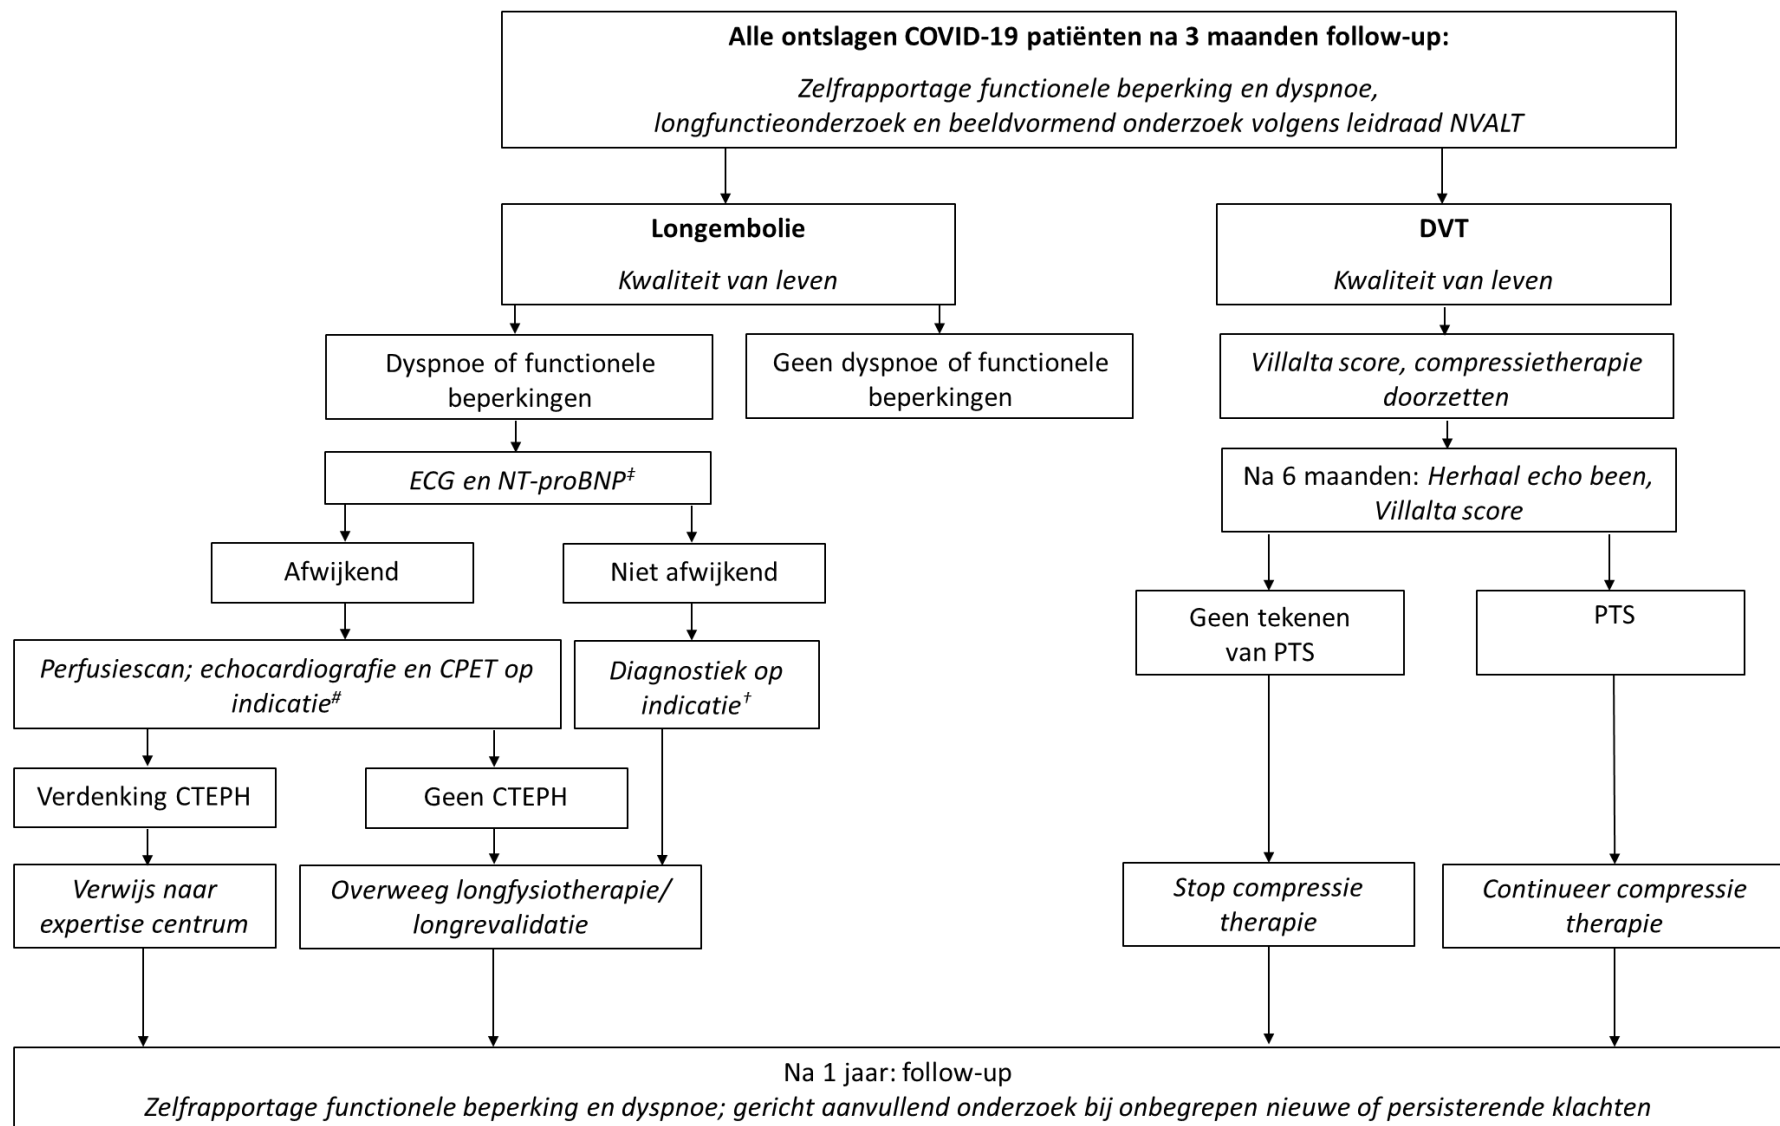 Alle ontslagen COVID-19 patiënten na 3 maanden follow-up:
Zelfrapportage functionele beperking en dyspnoe,
longfunctieonderzoek en beeldvormend onderzoek volgens leidraad NVALT
Longembolie
Kwaliteit van leven
DVT
Kwaliteit van leven
Dyspnoe of functionele
beperkingen
Geen dyspnoe of functionele
beperkingen
Villalta score, compressietherapie
doorzetten
ECG en NT-proBNP‡
Na 6 maanden: Herhaal echo been,
Villalta score
Afwijkend
Niet afwijkend
Geen tekenen
van PTS
PTS
Perfusiescan; echocardiografie en CPET op
indicatie#
Diagnostiek op
indicatie†
Verdenking CTEPH
Geen CTEPH
Verwijs naar
expertise centrum
Overweeg longfysiotherapie/
longrevalidatie
Stop compressie
therapie
Continueer compressie
therapie
Na 1 jaar: follow-up
Zelfrapportage functionele beperking en dyspnoe; gericht aanvullend onderzoek bij onbegrepen nieuwe of persisterende klachten